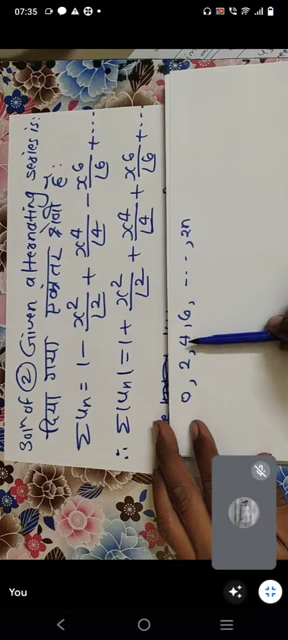 07:35
Solⁿ of ② Given alternating series is:
दिया गया एकांतर श्रेणी है:
Σuₙ = 1 - x²/⌊2 + x⁴/⌊4 - x⁶/⌊6 + ...
∴ Σ|uₙ| = 1 + x²/⌊2 + x⁴/⌊4 + x⁶/⌊6 + ...
0, 2, 4, 6, ..., 2n
You